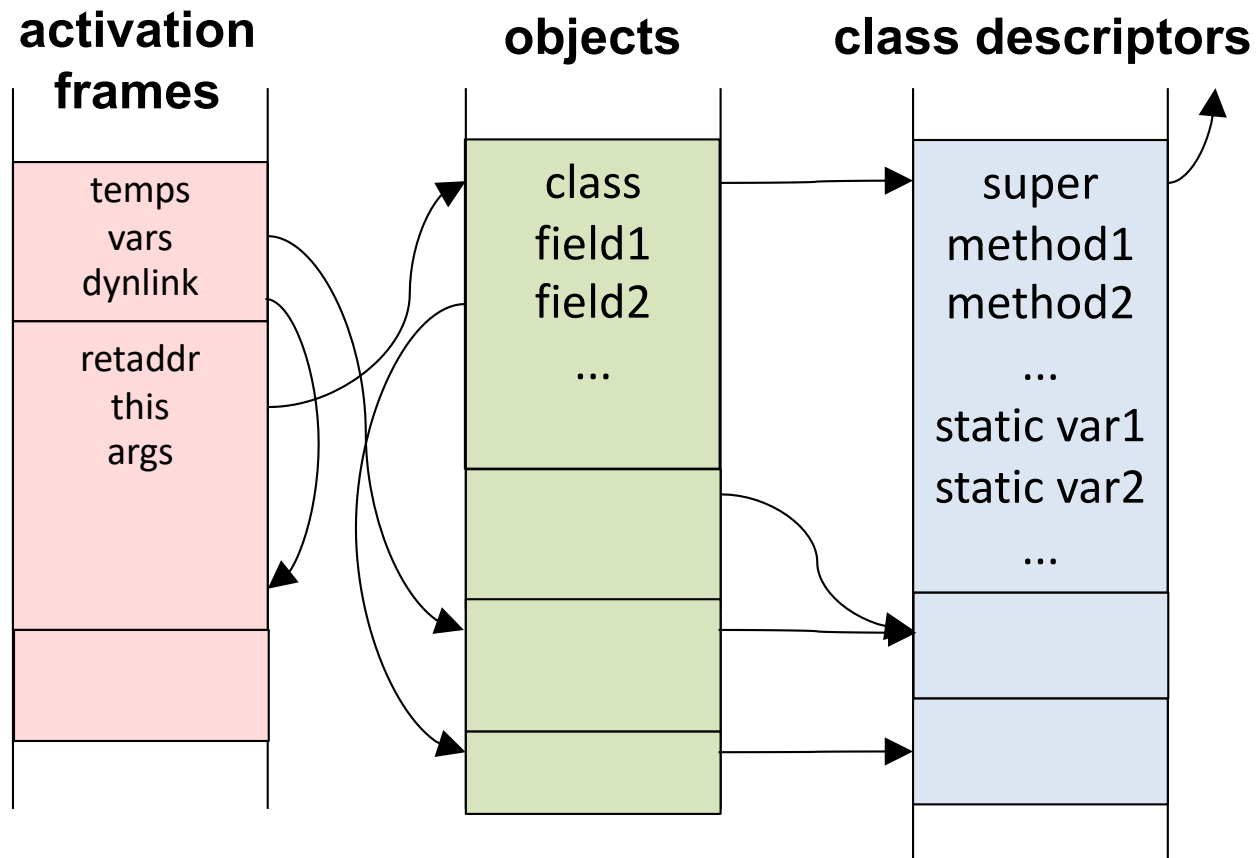 activation
frames
objects
class descriptors
temps
vars
dynlink
retaddr
this
args
class
field1
field2
...
super
method1
method2
...
static var1
static var2
...